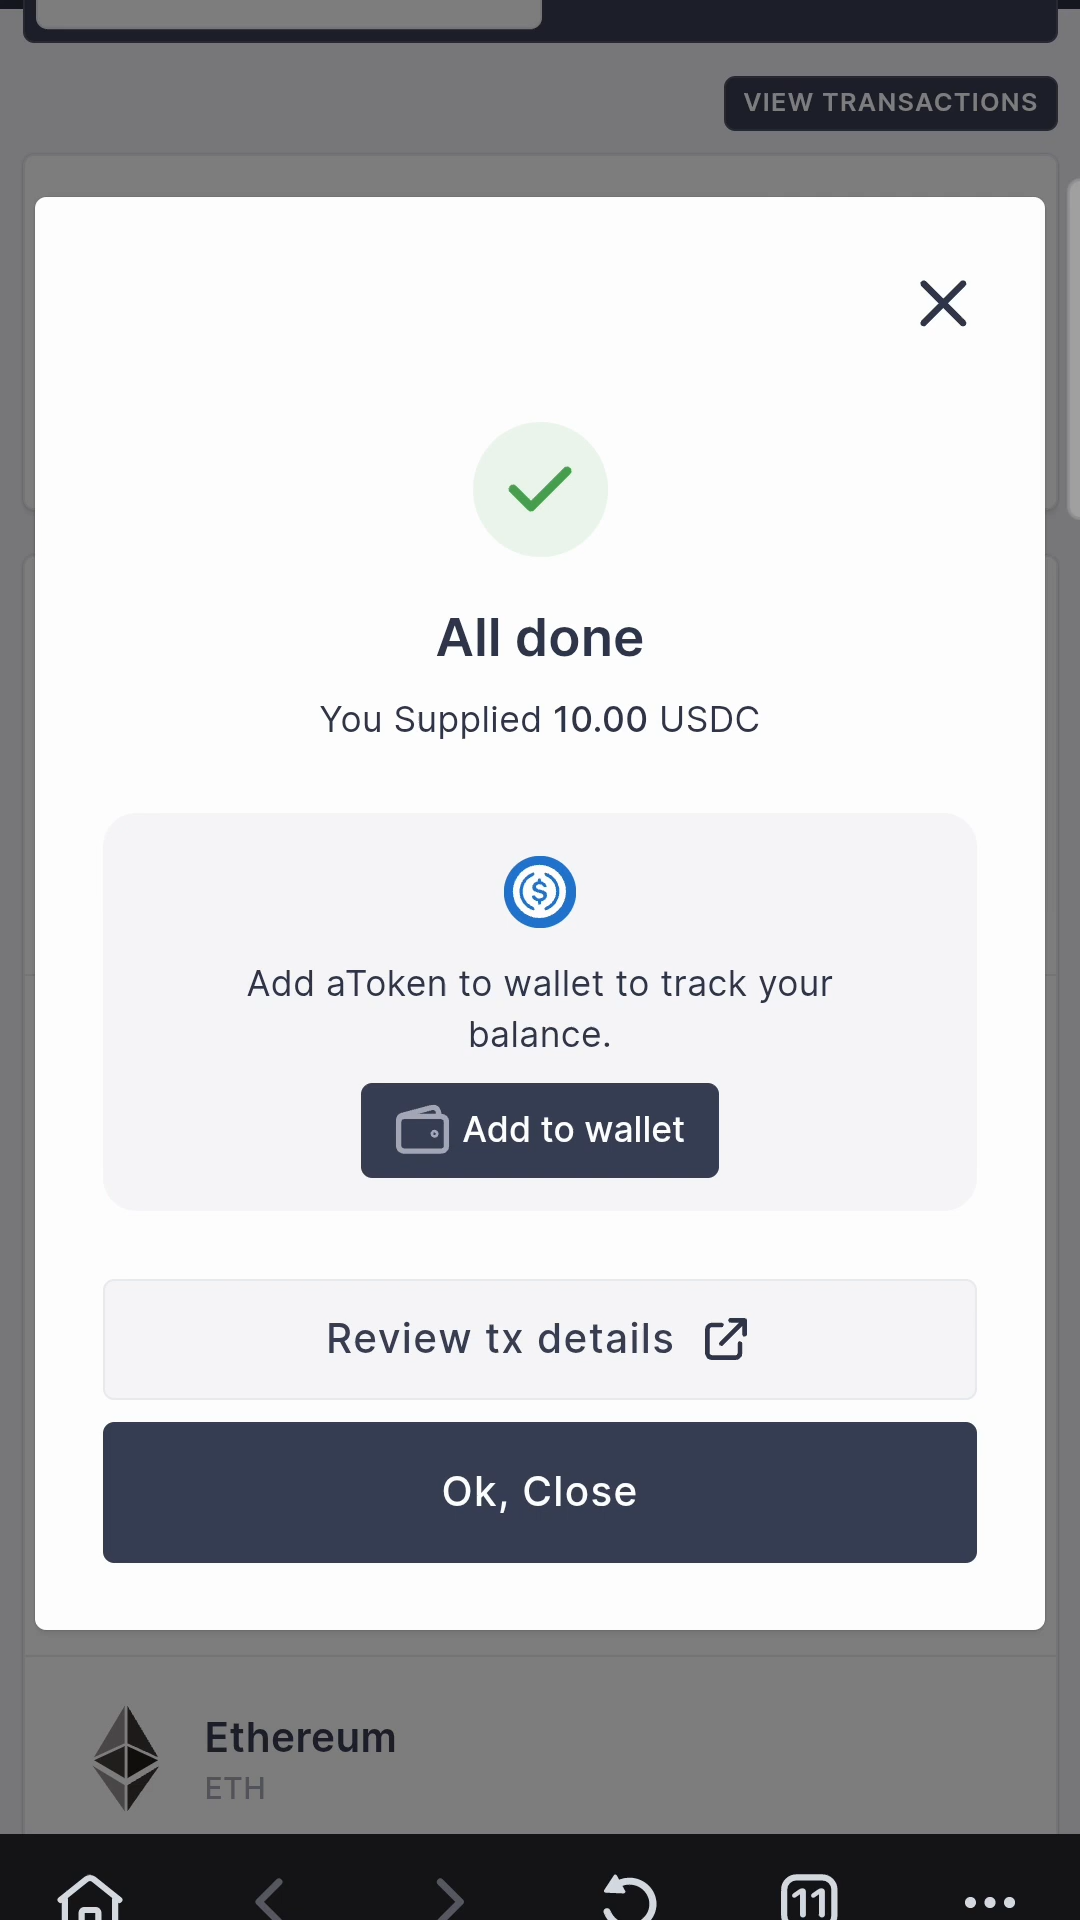 VIEW TRANSACTIONS
All done
You Supplied 10.00 USDC
$
Add aToken to wallet to track your
balance.
Add to wallet
Review tx details
Ok, Close
Ethereum
ETH
11